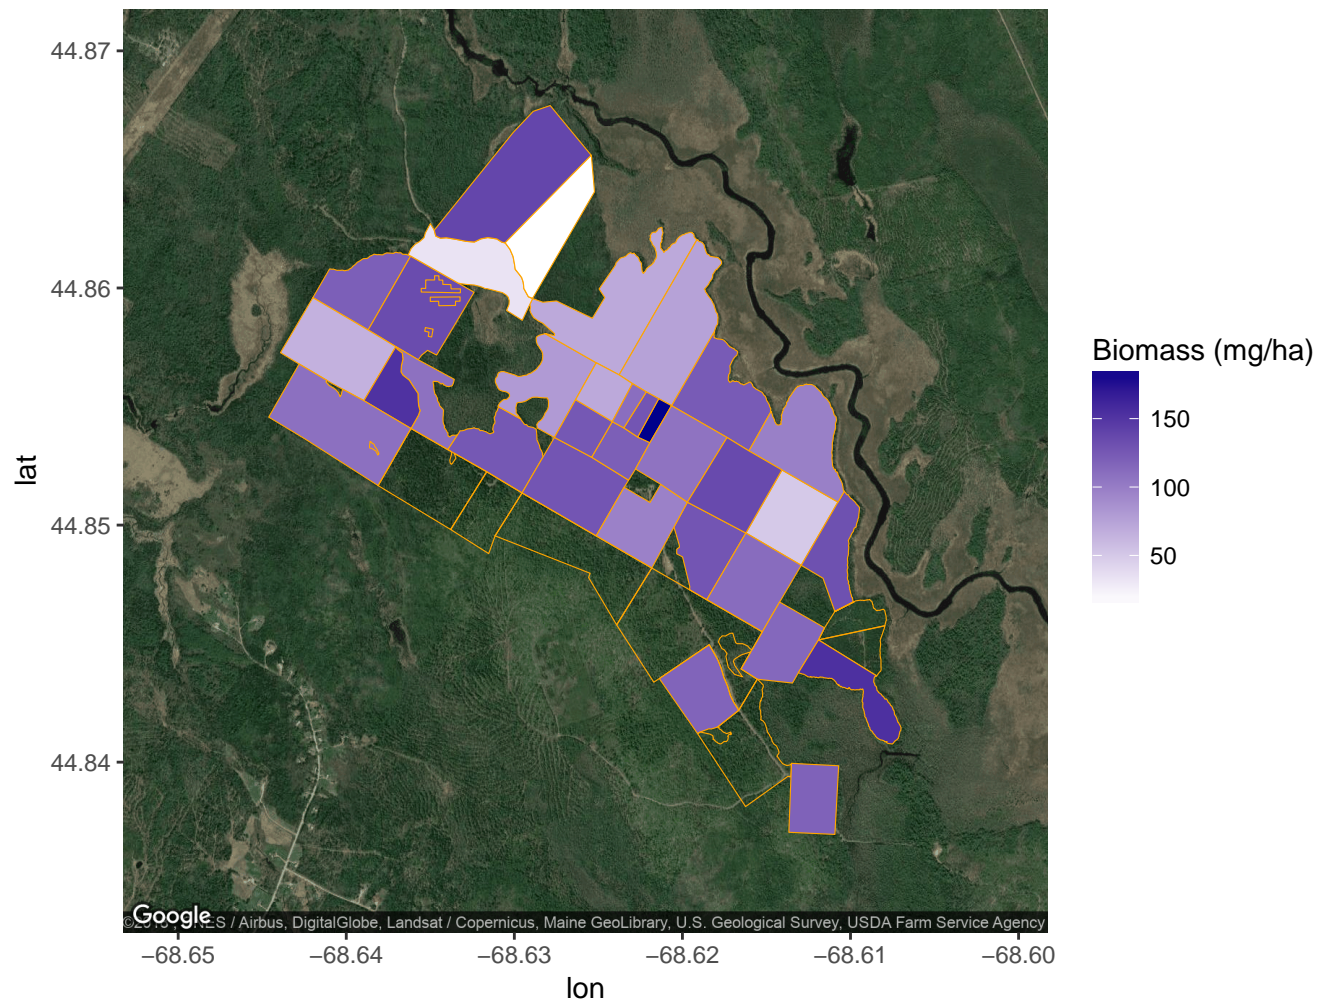 44.87
44.86
44.85
44.84
lat
−68.65
−68.64
−68.63
−68.62
−68.61
−68.60
lon
Biomass (mg/ha)
150
100
50
Google
/ Airbus, DigitalGlobe, Landsat / Copernicus, Maine GeoLibrary, U.S. Geological Survey, USDA Farm Service Agency